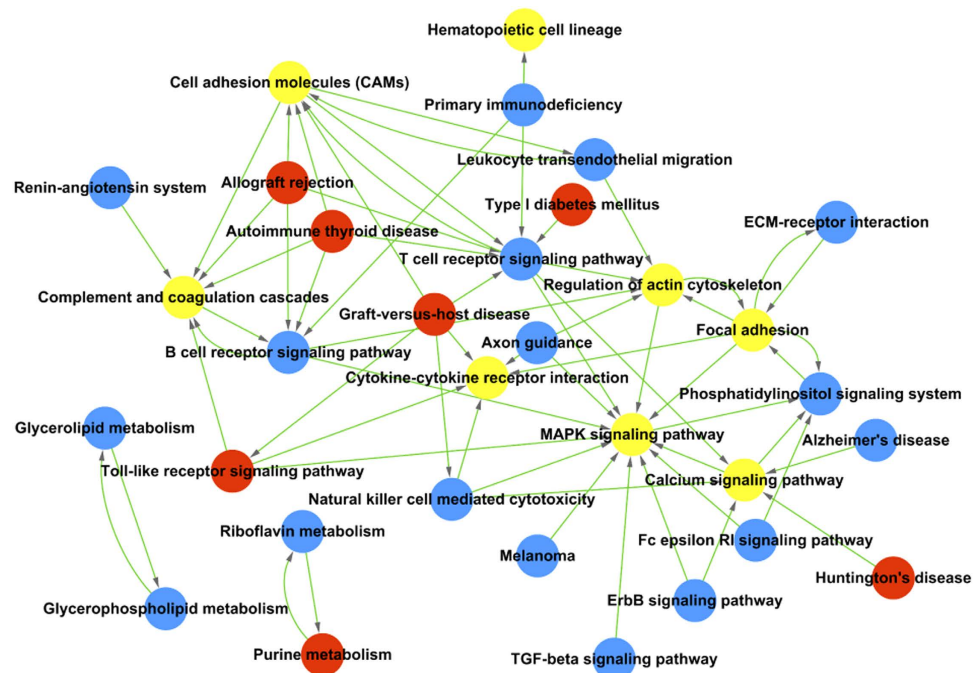 Hematopoietic cell lineage
Cell adhesion molecules (CAMs)
Primary immunodeficiency
Leukocyte transendothelial migration
Renin-angiotensin system
Allograft rejection
Type I diabetes mellitus
ECM-receptor interaction
Autoimmune thyroid disease
T cell receptor signaling pathway
Regulation of actin cytoskeleton
Complement and coagulation cascades
Graft-versus-host disease
Focal adhesion
Axon guidance
B cell receptor signaling pathway
Cytokine-cytokine receptor interaction
Phosphatidylinositol signaling system
Glycerolipid metabolism
MAPK signaling pathway
Alzheimer's disease
Toll-like receptor signaling pathway
Calcium signaling pathway
Natural killer cell mediated cytotoxicity
Riboflavin metabolism
Fc epsilon RI signaling pathway
Melanoma
Huntington's disease
Glycerophospholipid metabolism
ErbB signaling pathway
Purine metabolism
TGF-beta signaling pathway